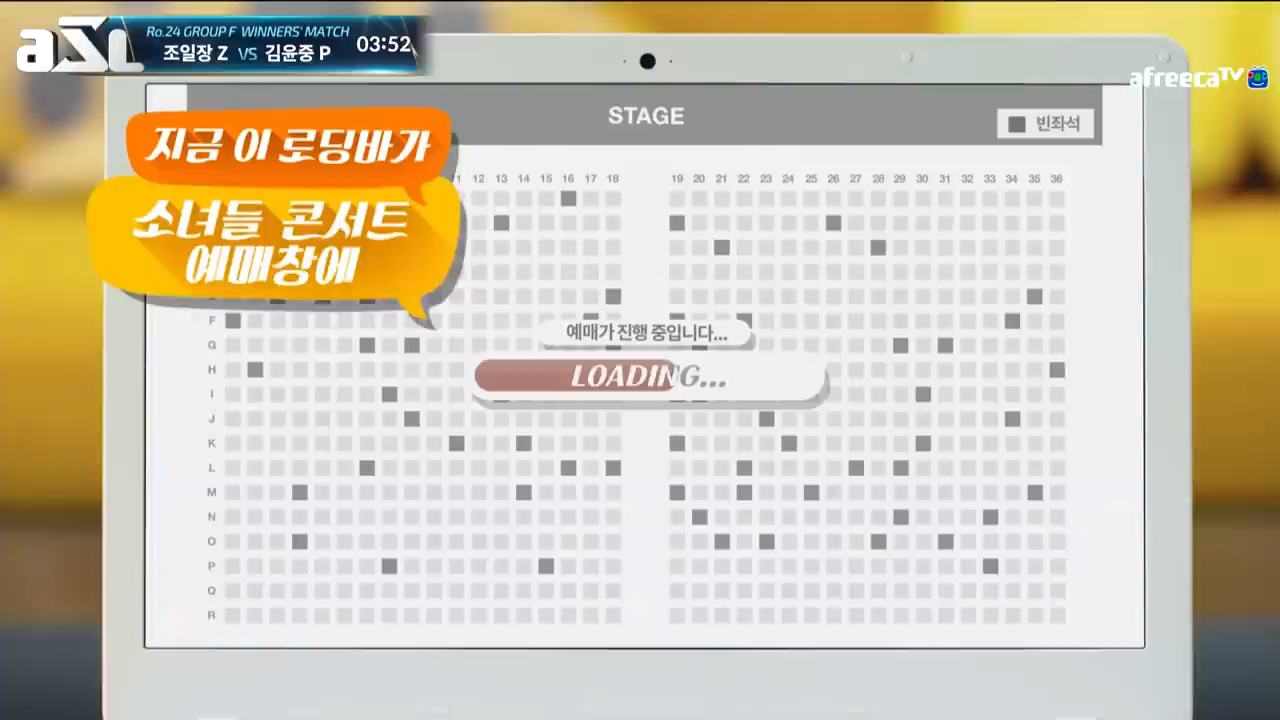 aSL
Ro.24 GROUP F WINNERS' MATCH
조일장 Z VS 김윤중 P
03:52
afreecaTV
STAGE
빈좌석
지금 이 로딩바가
소녀들 콘서트
예매창에
11 12 13 14 15 16 17 18 19 20 21 22 23 24 25 26 27 28 29 30 31 32 33 34 35 36
F
예매가 진행 중입니다...
G
H
LOADING...
I
J
K
L
M
N
O
P
Q
R